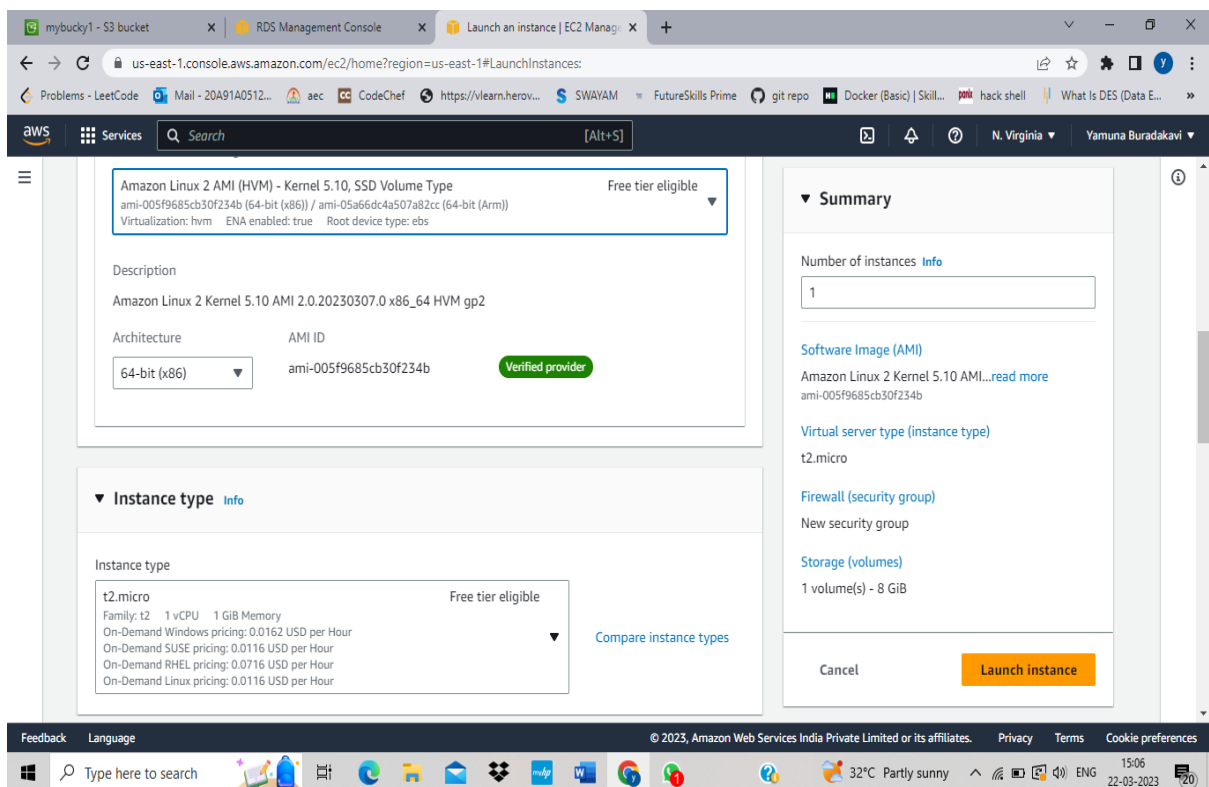 mybucky1 - S3 bucket
RDS Management Console
Launch an instance | EC2 Manage
us-east-1.console.aws.amazon.com/ec2/home?region=us-east-1#LaunchInstances:
Problems - LeetCode
Mail - 20A91A0512...
aec
CodeChef
https://vlearn.herov...
SWAYAM
FutureSkills Prime
git repo
Docker (Basic) | Skill...
hack shell
What Is DES (Data E...
»
aws
Services
Search
[Alt+S]
N. Virginia
Yamuna Buradakavi
Amazon Linux 2 AMI (HVM) - Kernel 5.10, SSD Volume Type
Free tier eligible
ami-005f9685cb30f234b (64-bit (x86)) / ami-05a66dc4a507a82cc (64-bit (Arm))
Virtualization: hvm ENA enabled: true Root device type: ebs
Description
Amazon Linux 2 Kernel 5.10 AMI 2.0.20230307.0 x86_64 HVM gp2
Architecture
AMI ID
64-bit (x86)
ami-005f9685cb30f234b
Verified provider
Instance type Info
Instance type
t2.micro
Free tier eligible
Family: t2 1 vCPU 1 GiB Memory
On-Demand Windows pricing: 0.0162 USD per Hour
On-Demand SUSE pricing: 0.0116 USD per Hour
On-Demand RHEL pricing: 0.0716 USD per Hour
On-Demand Linux pricing: 0.0116 USD per Hour
Compare instance types
Summary
Number of instances Info
1
Software Image (AMI)
Amazon Linux 2 Kernel 5.10 AMI...read more
ami-005f9685cb30f234b
Virtual server type (instance type)
t2.micro
Firewall (security group)
New security group
Storage (volumes)
1 volume(s) - 8 GiB
Cancel
Launch instance
Feedback
Language
© 2023, Amazon Web Services India Private Limited or its affiliates.
Privacy
Terms
Cookie preferences
Type here to search
32°C Partly sunny
ENG
15:06
22-03-2023
20